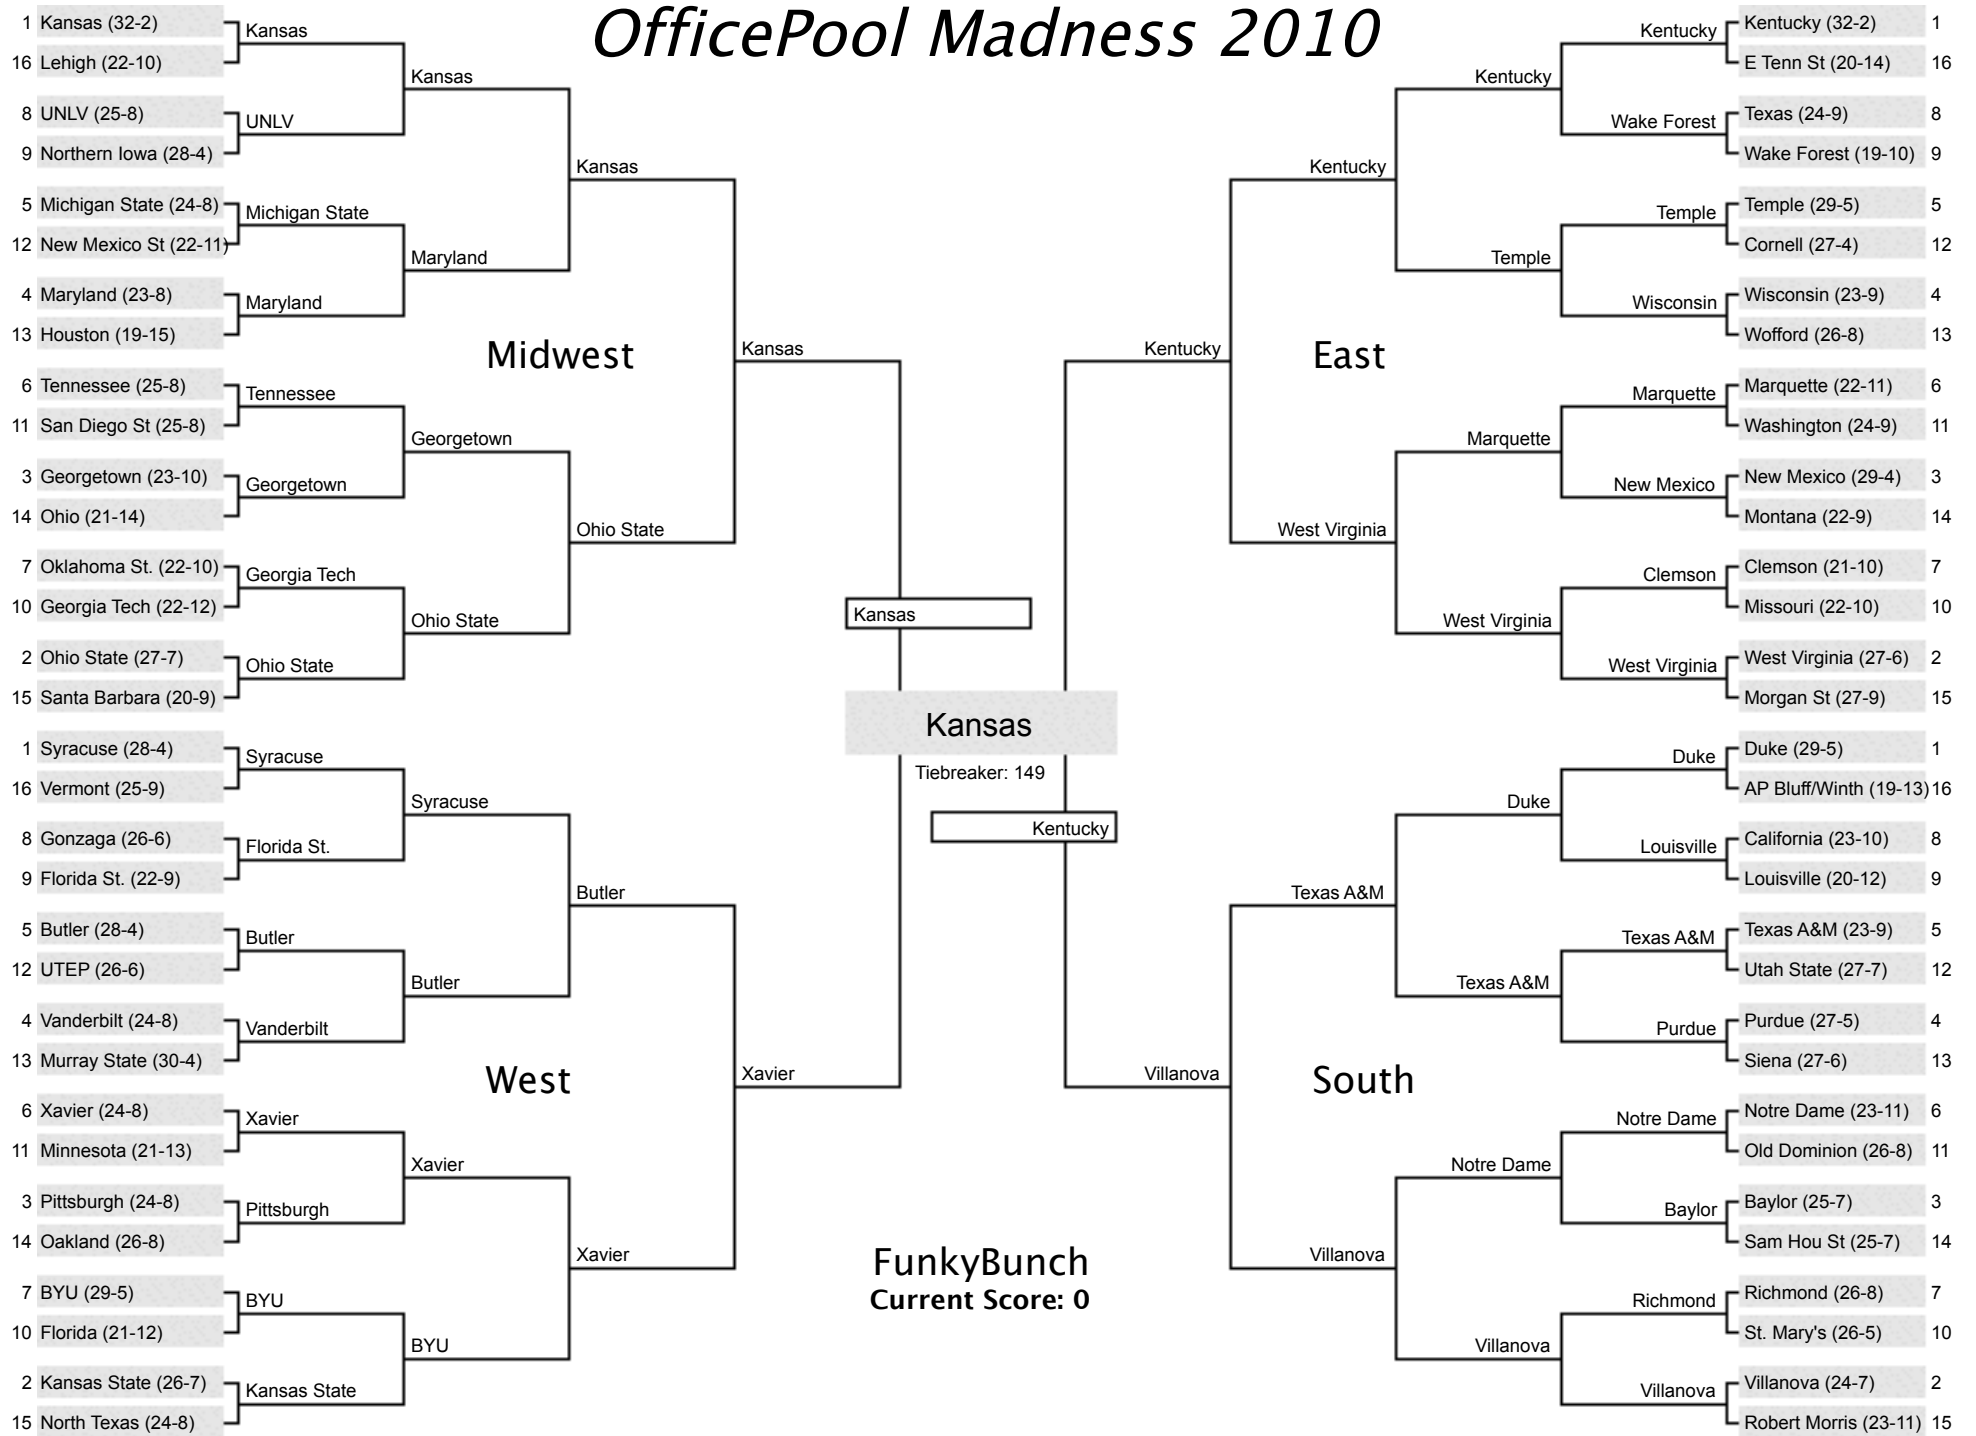 OfficePool Madness 2010
1 Kansas (32-2)
16 Lehigh (22-10)
8 UNLV (25-8)
9 Northern Iowa (28-4)
5 Michigan State (24-8)
12 New Mexico St (22-11)
4 Maryland (23-8)
13 Houston (19-15)
6 Tennessee (25-8)
11 San Diego St (25-8)
3 Georgetown (23-10)
14 Ohio (21-14)
7 Oklahoma St. (22-10)
10 Georgia Tech (22-12)
2 Ohio State (27-7)
15 Santa Barbara (20-9)
Kansas
UNLV
Michigan State
Maryland
Tennessee
Georgetown
Georgia Tech
Ohio State
Kansas
Maryland
Georgetown
Ohio State
Kansas
Ohio State
Kansas
Midwest
1 Syracuse (28-4)
16 Vermont (25-9)
8 Gonzaga (26-6)
9 Florida St. (22-9)
5 Butler (28-4)
12 UTEP (26-6)
4 Vanderbilt (24-8)
13 Murray State (30-4)
6 Xavier (24-8)
11 Minnesota (21-13)
3 Pittsburgh (24-8)
14 Oakland (26-8)
7 BYU (29-5)
10 Florida (21-12)
2 Kansas State (26-7)
15 North Texas (24-8)
Syracuse
Florida St.
Butler
Vanderbilt
Xavier
Pittsburgh
BYU
Kansas State
Syracuse
Butler
Xavier
BYU
Butler
Xavier
Xavier
West
Kansas
Kansas
Tiebreaker: 149
Kentucky
FunkyBunch
Current Score: 0
Kentucky (32-2) 1
E Tenn St (20-14) 16
Texas (24-9) 8
Wake Forest (19-10) 9
Temple (29-5) 5
Cornell (27-4) 12
Wisconsin (23-9) 4
Wofford (26-8) 13
Marquette (22-11) 6
Washington (24-9) 11
New Mexico (29-4) 3
Montana (22-9) 14
Clemson (21-10) 7
Missouri (22-10) 10
West Virginia (27-6) 2
Morgan St (27-9) 15
Kentucky
Wake Forest
Temple
Wisconsin
Marquette
New Mexico
Clemson
West Virginia
Kentucky
Temple
Marquette
West Virginia
Kentucky
West Virginia
Kentucky
East
Duke (29-5) 1
AP Bluff/Winth (19-13) 16
California (23-10) 8
Louisville (20-12) 9
Texas A&M (23-9) 5
Utah State (27-7) 12
Purdue (27-5) 4
Siena (27-6) 13
Notre Dame (23-11) 6
Old Dominion (26-8) 11
Baylor (25-7) 3
Sam Hou St (25-7) 14
Richmond (26-8) 7
St. Mary's (26-5) 10
Villanova (24-7) 2
Robert Morris (23-11) 15
Duke
Louisville
Texas A&M
Purdue
Notre Dame
Baylor
Richmond
Villanova
Duke
Texas A&M
Notre Dame
Villanova
Texas A&M
Villanova
Villanova
South